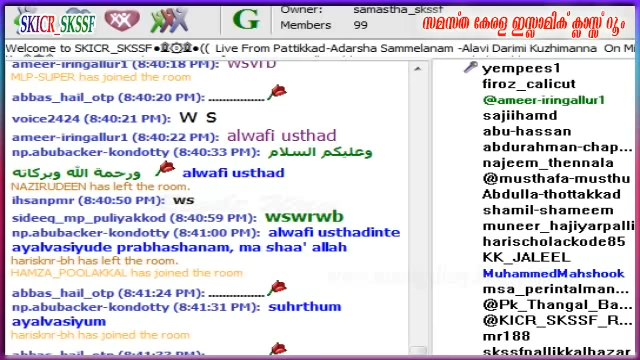 SKICR_SKSSF
G
Owner: samastha_skssf
Members 99
സമസ്ത കേരള ഇസ്ലാമിക് ക്ലാസ്സ് റൂം
Welcome to SKICR_SKSSF●۩۞۩●(( Live From Pattikkad-Adarsha Sammelanam -Alavi Darimi Kuzhimanna On Mi
ameer-iringallur1 (8:40:18 PM): wsvrb
MLP-SUPER has joined the room
abbas_hail_otp (8:40:20 PM): ................
voice2424 (8:40:21 PM): w s
ameer-iringallur1 (8:40:22 PM): alwafi usthad
np.abubacker-kondotty (8:40:33 PM): وعليكم السلام
ورحمة الله وبركاته alwafi usthad
NAZIRUDEEN has left the room.
ihsanpmr (8:40:50 PM): ws
sideeq_mp_puliyakkod (8:40:59 PM): wswrwb
np.abubacker-kondotty (8:41:00 PM): alwafi usthadinte
ayalvasiyude prabhashanam, ma shaa' allah
harisknr-bh has left the room.
HAMZA_POOLAKKAL has joined the room
abbas_hail_otp (8:41:24 PM): ................
np.abubacker-kondotty (8:41:31 PM): suhrthum
ayalvasiyum
harisknr-bh has joined the room
yempees1
firoz_calicut
@ameer-iringallur1
sajiihamd
abu-hassan
abdurahman-chap...
najeem_thennala
@musthafa-musthu
Abdulla-thottakkad
shamil-shameem
muneer_hajiyarpalli
harischolackode85
KK_JALEEL
MuhammedMahshook
msa_perintalman...
@Pk_Thangal_Ba...
@KICR_SKSSF_R...
mr188
skssfpallikkalbazar